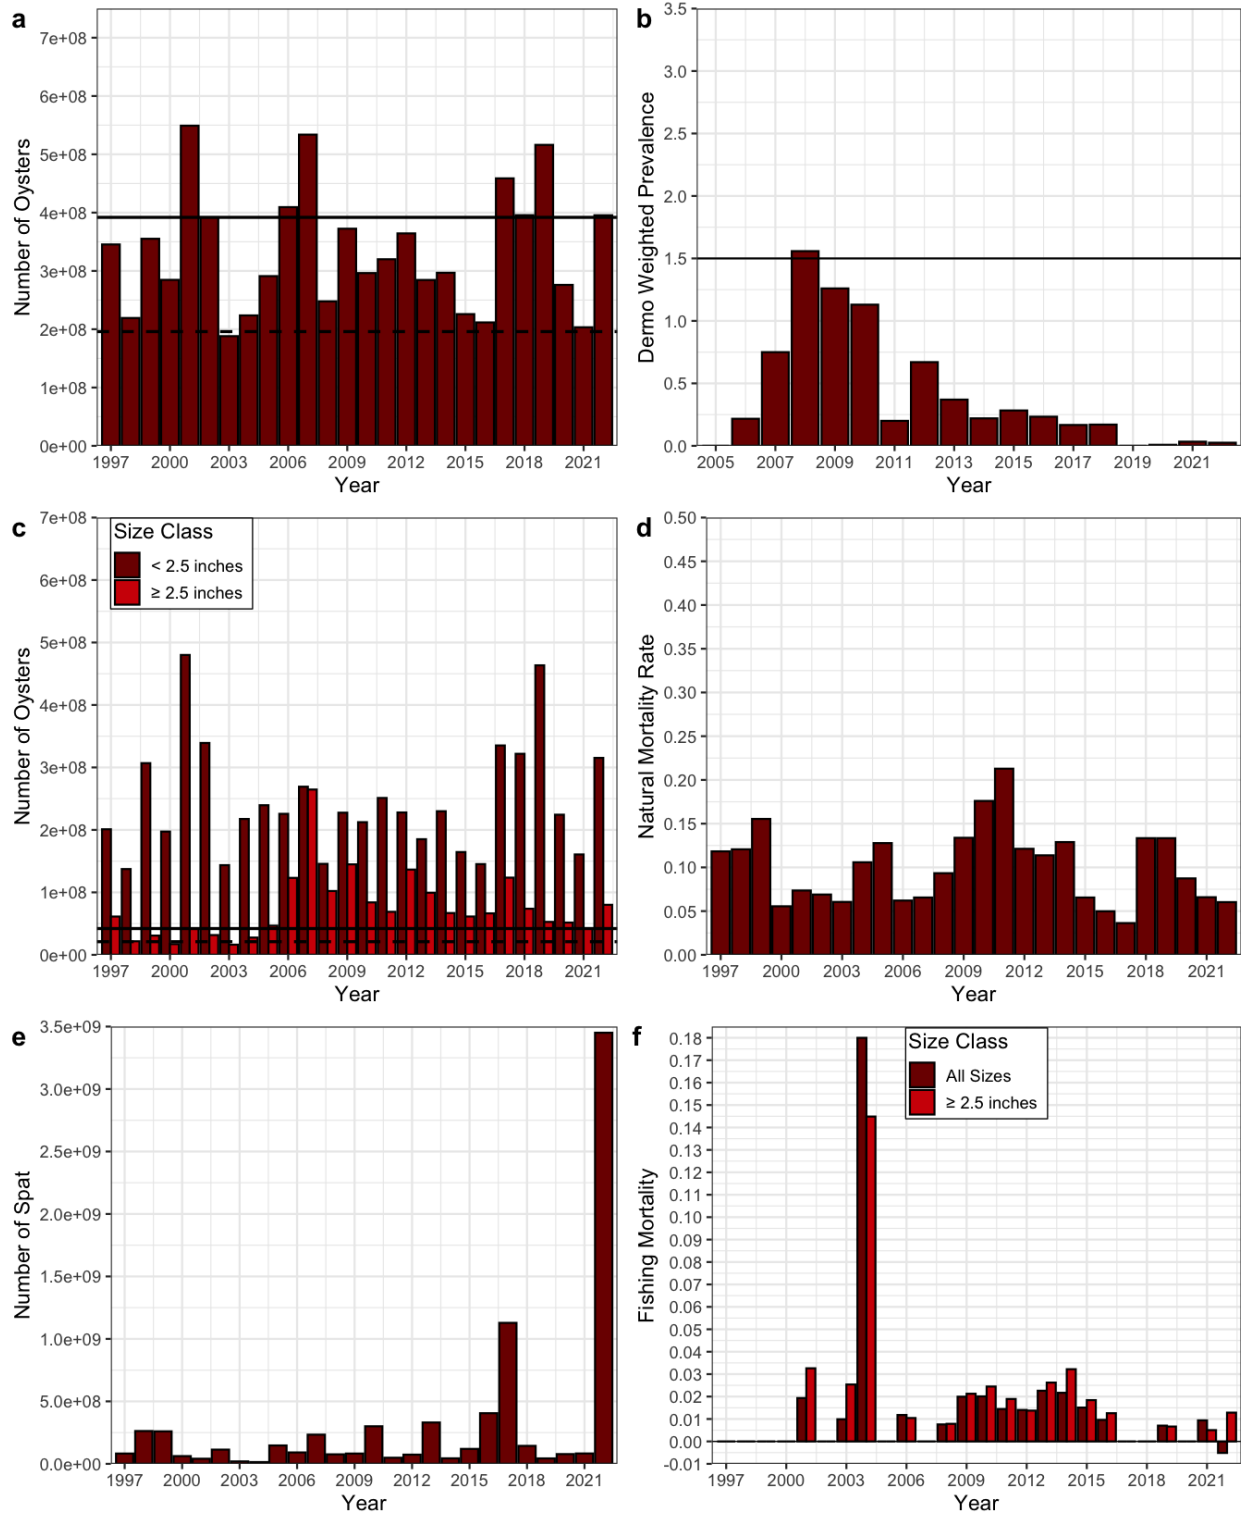 a
Number of Oysters
7e+08
6e+08
5e+08
4e+08
3e+08
2e+08
1e+08
0e+00
1997 2000 2003 2006 2009 2012 2015 2018 2021
Year
b
Dermo Weighted Prevalence
3.5
3.0
2.5
2.0
1.5
1.0
0.5
0.0
2005 2007 2009 2011 2013 2015 2017 2019 2021
Year
c
Size Class
< 2.5 inches
≥ 2.5 inches
Number of Oysters
7e+08
6e+08
5e+08
4e+08
3e+08
2e+08
1e+08
0e+00
1997 2000 2003 2006 2009 2012 2015 2018 2021
Year
d
Natural Mortality Rate
0.50
0.45
0.40
0.35
0.30
0.25
0.20
0.15
0.10
0.05
0.00
1997 2000 2003 2006 2009 2012 2015 2018 2021
Year
e
Number of Spat
3.5e+09
3.0e+09
2.5e+09
2.0e+09
1.5e+09
1.0e+09
5.0e+08
0.0e+00
1997 2000 2003 2006 2009 2012 2015 2018 2021
Year
f
Size Class
All Sizes
≥ 2.5 inches
Fishing Mortality
0.18
0.17
0.16
0.15
0.14
0.13
0.12
0.11
0.10
0.09
0.08
0.07
0.06
0.05
0.04
0.03
0.02
0.01
0.00
-0.01
1997 2000 2003 2006 2009 2012 2015 2018 2021
Year